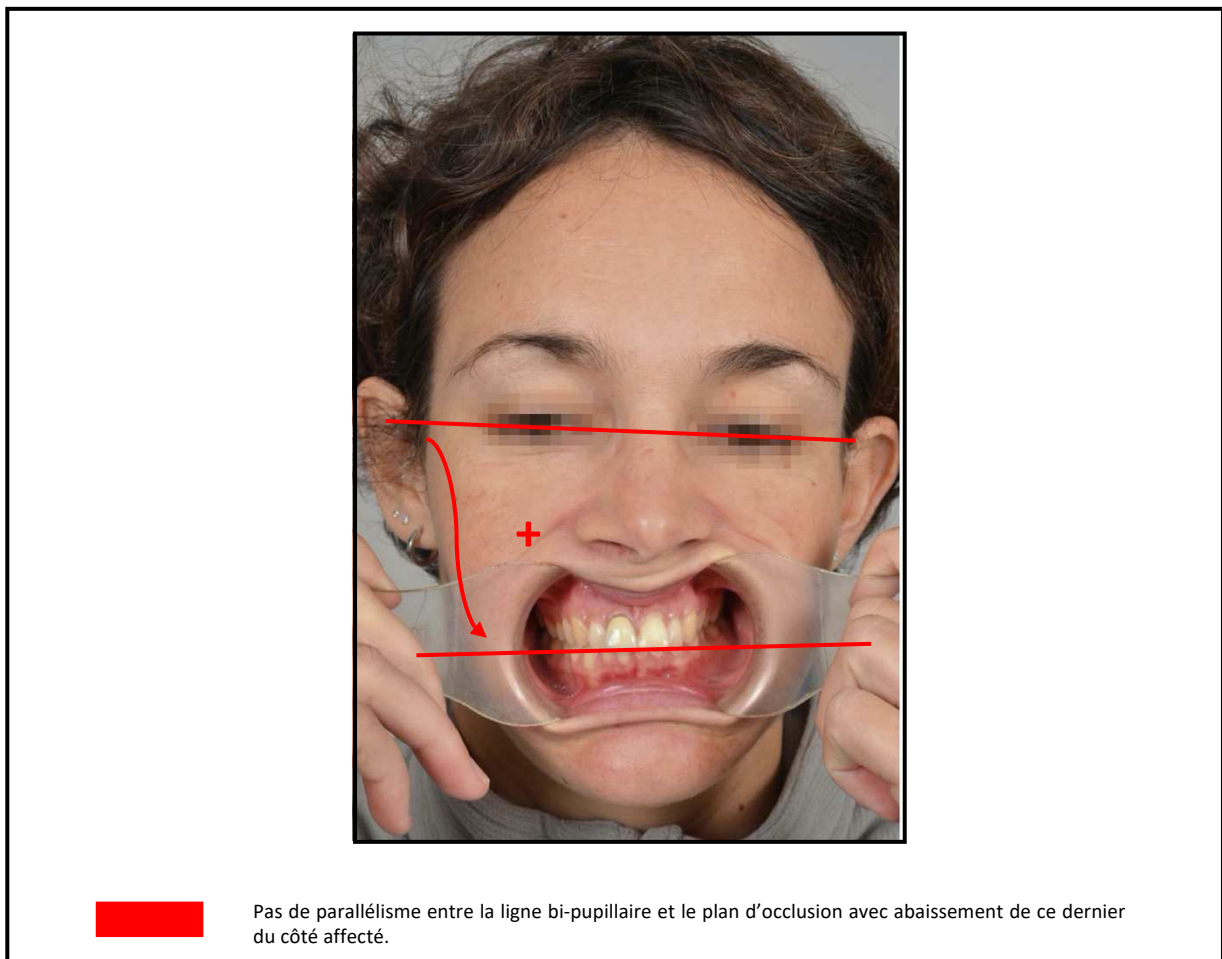 Pas de parallélisme entre la ligne bi-pupillaire et le plan d’occlusion avec abaissement de ce dernier
du côté affecté.